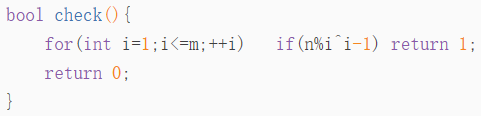 bool check(){
    for(int i=1;i<=m;++i)   if(n%i^i-1) return 1;
    return 0;
}